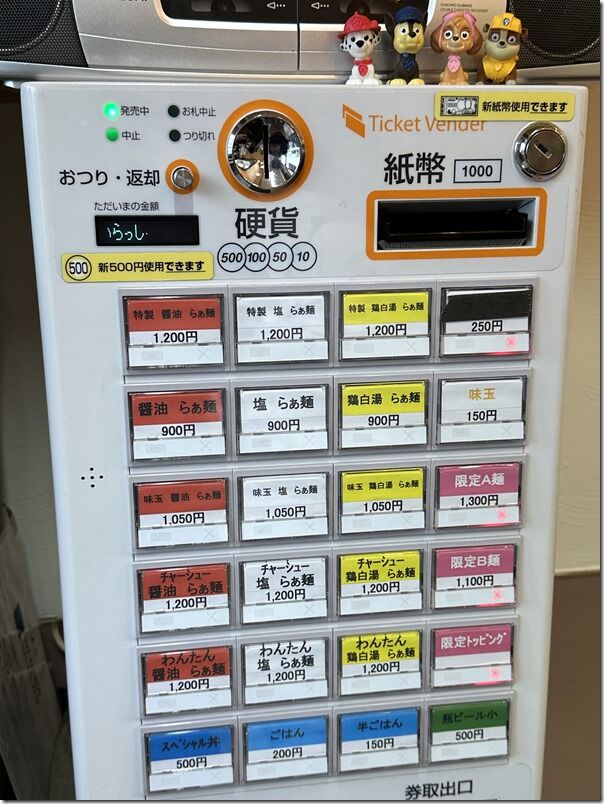 発売中
お札中止
中止
つり切れ
Ticket Vender
新紙幣使用できます
おつり・返却
紙幣 1000
ただいまの金額
らっし
硬貨
500 100 50 10
500 新500円使用できます
特製 醤油 らぁ麺
1,200円
特製 塩 らぁ麺
1,200円
特製 鶏白湯 らぁ麺
1,200円
250円
醤油 らぁ麺
900円
塩 らぁ麺
900円
鶏白湯 らぁ麺
900円
味玉
150円
味玉 醤油 らぁ麺
1,050円
味玉 塩 らぁ麺
1,050円
味玉 鶏白湯 らぁ麺
1,050円
限定A麺
1,300円
チャーシュー
醤油 らぁ麺
1,200円
チャーシュー
塩 らぁ麺
1,200円
チャーシュー
鶏白湯 らぁ麺
1,200円
限定B麺
1,100円
わんたん
醤油 らぁ麺
1,200円
わんたん
塩 らぁ麺
1,200円
わんたん
鶏白湯 らぁ麺
1,200円
限定トッピング
スペシャル丼
500円
ごはん
200円
半ごはん
150円
瓶ビール小
500円
券取出口